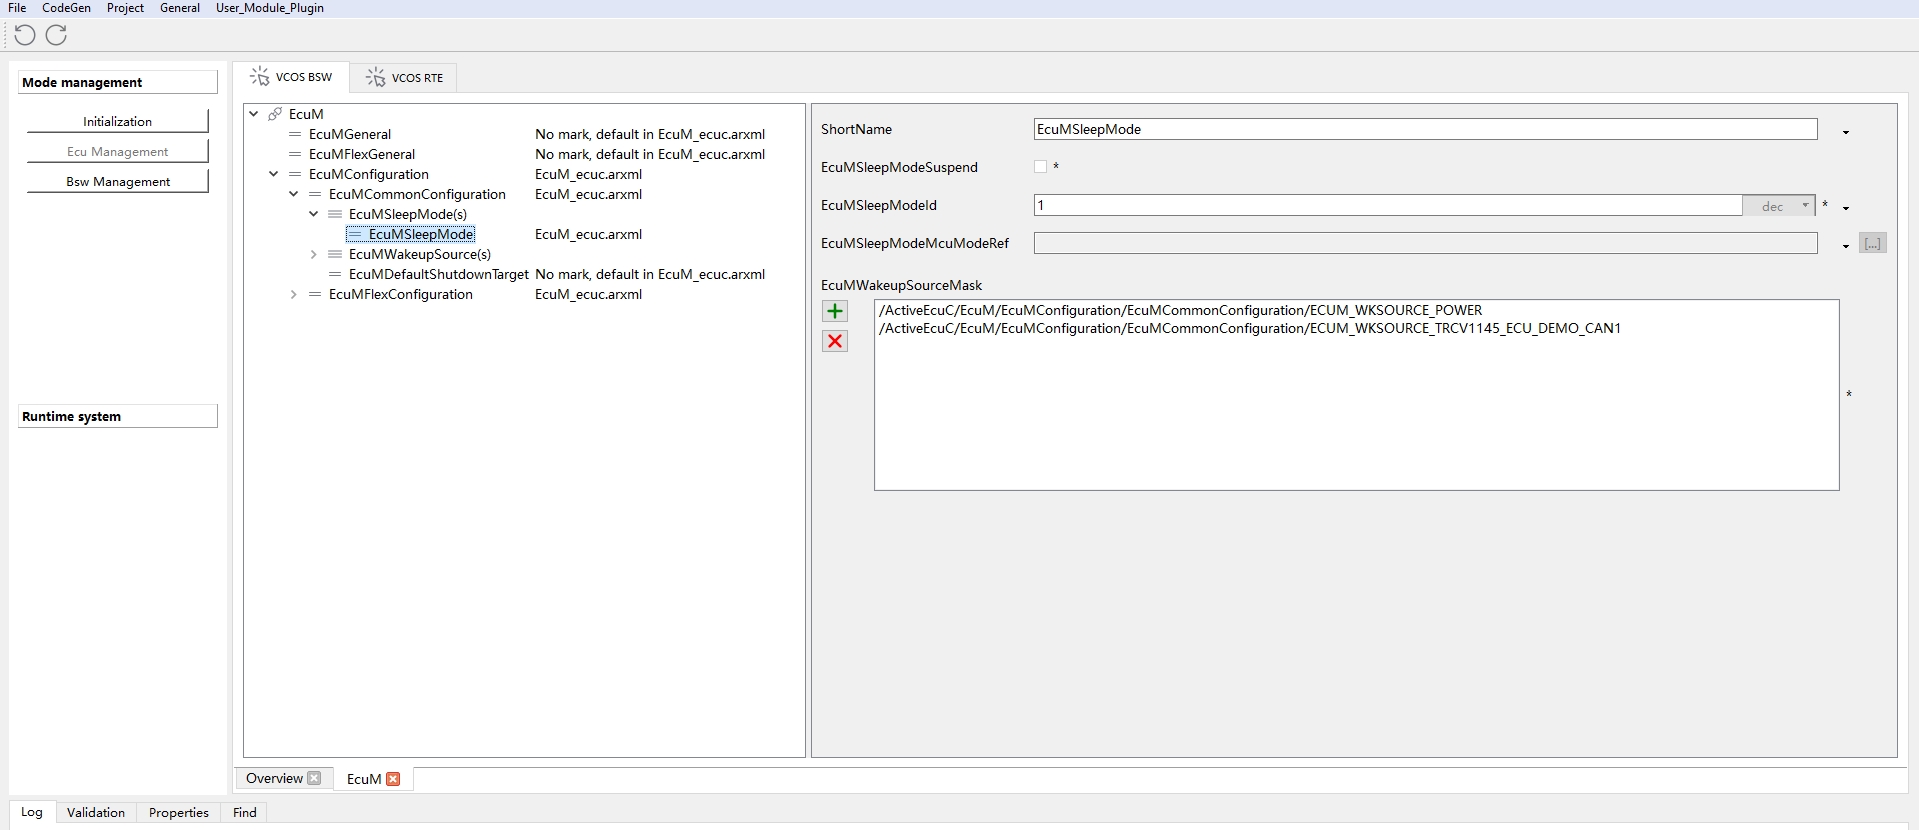 File CodeGen Project General User_Module_Plugin
Mode management
Initialization
Ecu Management
Bsw Management
Runtime system
VCOS BSW VCOS RTE
EcuM
EcuMGeneral No mark, default in EcuM_ecuc.arxml
EcuMFlexGeneral No mark, default in EcuM_ecuc.arxml
EcuMConfiguration EcuM_ecuc.arxml
EcuMCommonConfiguration EcuM_ecuc.arxml
EcuMSleepMode(s)
EcuMSleepMode EcuM_ecuc.arxml
EcuMWakeupSource(s)
EcuMDefaultShutdownTarget No mark, default in EcuM_ecuc.arxml
EcuMFlexConfiguration EcuM_ecuc.arxml
ShortName EcuMSleepMode
EcuMSleepModeSuspend *
EcuMSleepModeId 1 dec *
EcuMSleepModeMcuModeRef [...]
EcuMWakeupSourceMask
/ActiveEcuC/EcuM/EcuMConfiguration/EcuMCommonConfiguration/ECUM_WKSOURCE_POWER
/ActiveEcuC/EcuM/EcuMConfiguration/EcuMCommonConfiguration/ECUM_WKSOURCE_TRCV1145_ECU_DEMO_CAN1
*
Overview EcuM
Log Validation Properties Find